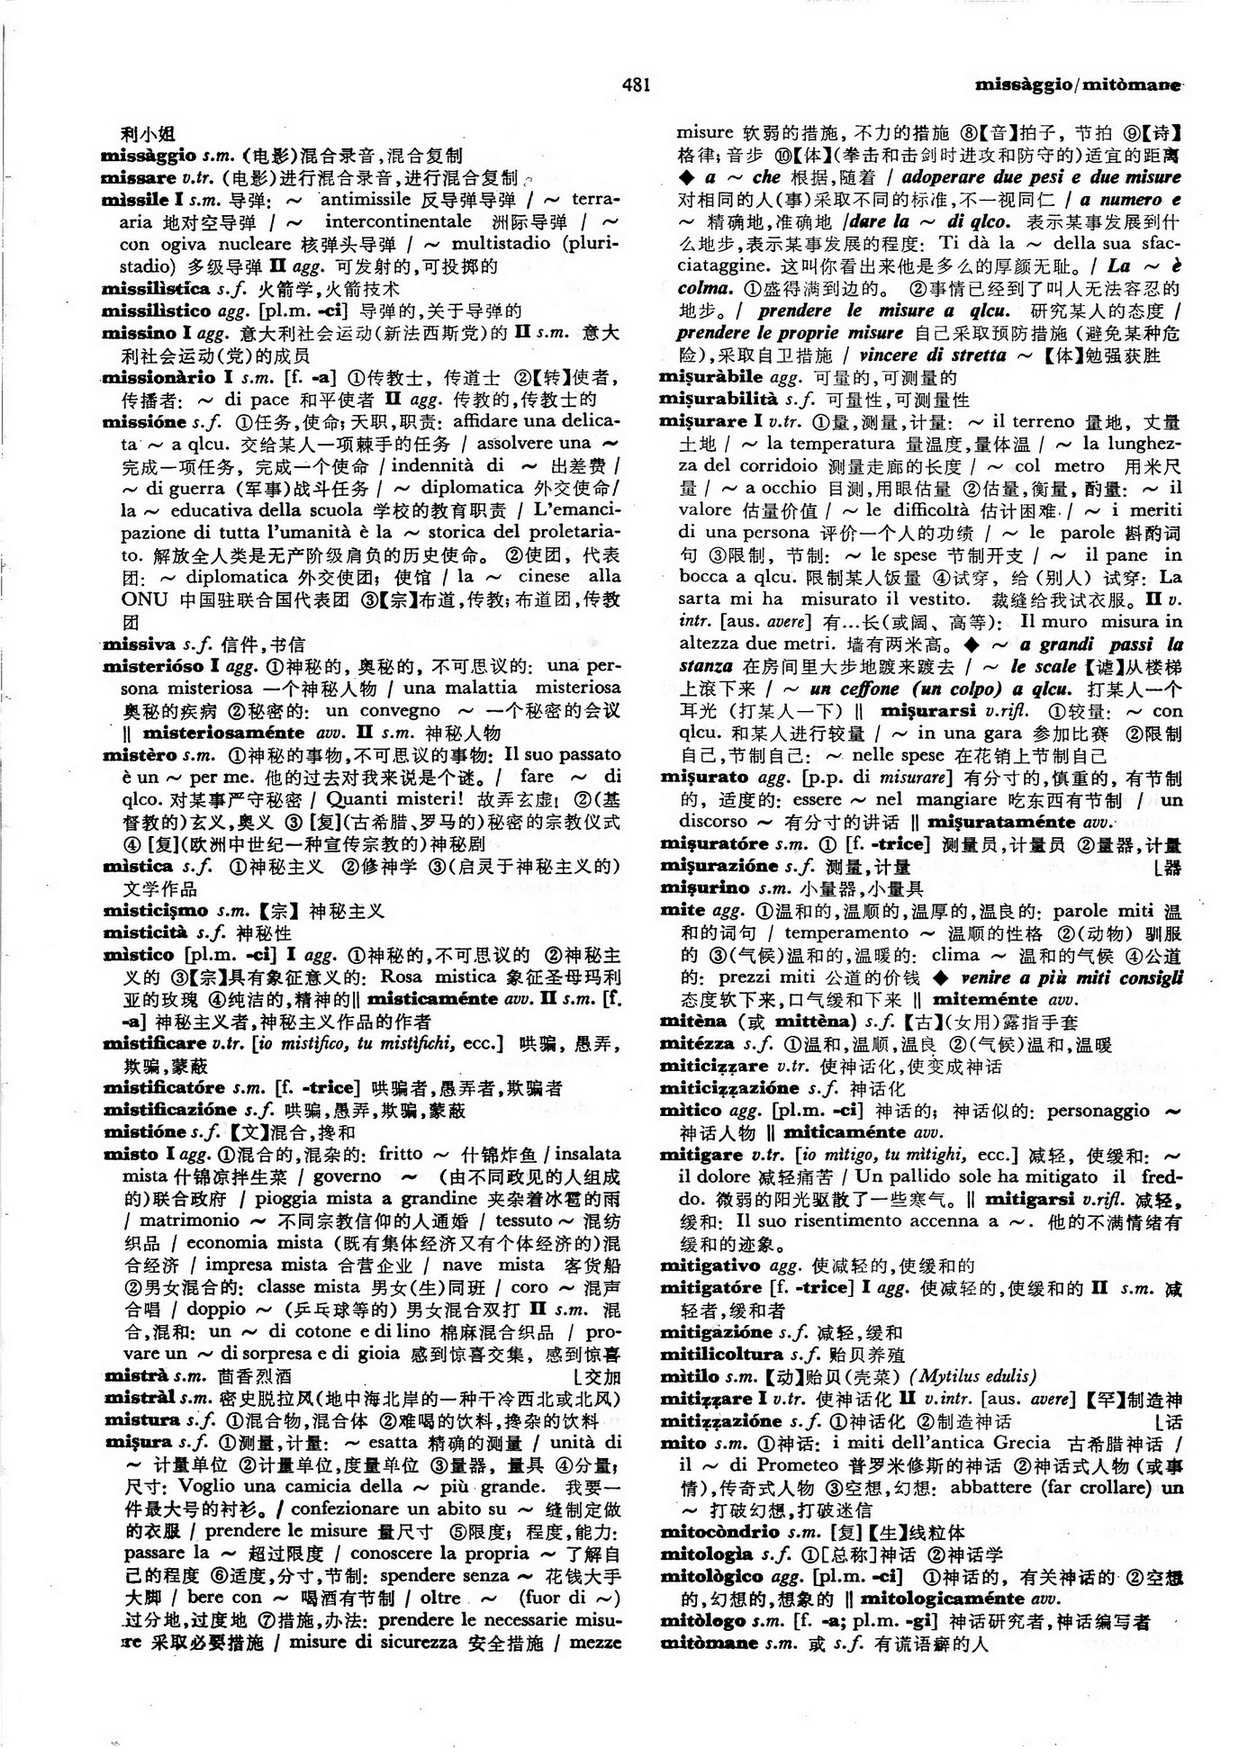 481
missàggio/mitòmane
利小姐
missàggio s.m. (电影)混合录音,混合复制
missare v.tr. (电影)进行混合录音,进行混合复制
mìssile I s.m. 导弹: ~ antimissile 反导弹导弹 / ~ terra-
aria 地对空导弹 / ~ intercontinentale 洲际导弹 / ~
con ogiva nucleare 核弹头导弹 / ~ multistadio (pluri-
stadio) 多级导弹 II agg. 可发射的,可投掷的
missilìstica s.f. 火箭学,火箭技术
missilìstico agg. [pl.m. -ci] 导弹的,关于导弹的
missino I agg. 意大利社会运动(新法西斯党)的 II s.m. 意大
利社会运动(党)的成员
missionàrio I s.m. [f. -a] ①传教士, 传道士 ②【转】使者,
传播者: ~ di pace 和平使者 II agg. 传教的,传教士的
missióne s.f. ①任务,使命;天职,职责: affidare una delica-
ta ~ a qlcu. 交给某人一项棘手的任务 / assolvere una ~
完成一项任务, 完成一个使命 / indennità di ~ 出差费 /
~ di guerra (军事)战斗任务 / ~ diplomatica 外交使命/
la ~ educativa della scuola 学校的教育职责 / L'emanci-
pazione di tutta l'umanità è la ~ storica del proletaria-
to. 解放全人类是无产阶级肩负的历史使命。 ②使团, 代表
团: ~ diplomatica 外交使团; 使馆 / la ~ cinese alla
ONU 中国驻联合国代表团 ③【宗】布道,传教;布道团,传教
团
missiva s.f. 信件,书信
misterióso I agg. ①神秘的, 奥秘的, 不可思议的: una per-
sona misteriosa 一个神秘人物 / una malattia misteriosa
奥秘的疾病 ②秘密的: un convegno ~ 一个秘密的会议
‖ misteriosaménte avv. II s.m. 神秘人物
mistèro s.m. ①神秘的事物,不可思议的事物: Il suo passato
è un ~ per me. 他的过去对我来说是个谜。/ fare ~ di
qlco. 对某事严守秘密 / Quanti misteri! 故弄玄虚! ②(基
督教的)玄义,奥义 ③ [复](古希腊、罗马的)秘密的宗教仪式
④ [复](欧洲中世纪一种宣传宗教的)神秘剧
mìstica s.f. ①神秘主义 ②修神学 ③(启灵于神秘主义的)
文学作品
misticiṣmo s.m.【宗】 神秘主义
misticità s.f. 神秘性
mìstico [pl.m. -ci] I agg. ①神秘的,不可思议的 ②神秘主
义的 ③【宗】具有象征意义的: Rosa mistica 象征圣母玛利
亚的玫瑰 ④纯洁的,精神的‖ misticaménte avv. II s.m. [f.
-a] 神秘主义者,神秘主义作品的作者
mistificare v.tr. [io mistìfico, tu mistìfichi, ecc.] 哄骗, 愚弄,
欺骗,蒙蔽
mistificatóre s.m. [f. -trice] 哄骗者,愚弄者,欺骗者
mistificazióne s.f. 哄骗,愚弄,欺骗,蒙蔽
mistióne s.f.【文】混合,搀和
misto I agg. ①混合的,混杂的: fritto ~ 什锦炸鱼 / insalata
mista 什锦凉拌生菜 / governo ~ (由不同政见的人组成
的)联合政府 / pioggia mista a grandine 夹杂着冰雹的雨
/ matrimonio ~ 不同宗教信仰的人通婚 / tessuto ~ 混纺
织品 / economia mista (既有集体经济又有个体经济的)混
合经济 / impresa mista 合营企业 / nave mista 客货船
②男女混合的: classe mista 男女(生)同班 / coro ~ 混声
合唱 / doppio ~ (乒乓球等的) 男女混合双打 II s.m. 混
合,混和: un ~ di cotone e di lino 棉麻混合织品 / pro-
vare un ~ di sorpresa e di gioia 感到惊喜交集, 感到惊喜
mistrà s.m. 茴香烈酒 ⌊交加
mistràl s.m. 密史脱拉风(地中海北岸的一种干冷西北或北风)
mistura s.f. ①混合物,混合体 ②难喝的饮料,搀杂的饮料
miṣura s.f. ①测量,计量: ~ esatta 精确的测量 / unità di
~ 计量单位 ②计量单位,度量单位 ③量器, 量具 ④分量;
尺寸: Voglio una camicia della ~ più grande. 我要一
件最大号的衬衫。/ confezionare un abito su ~ 缝制定做
的衣服 / prendere le misure 量尺寸 ⑤限度; 程度,能力:
passare la ~ 超过限度 / conoscere la propria ~ 了解自
己的程度 ⑥适度,分寸,节制: spendere senza ~ 花钱大手
大脚 / bere con ~ 喝酒有节制 / oltre ~ (fuor di ~)
过分地,过度地 ⑦措施,办法: prendere le necessarie misu-
re 采取必要措施 / misure di sicurezza 安全措施 / mezze
misure 软弱的措施, 不力的措施 ⑧【音】拍子, 节拍 ⑨【诗】
格律; 音步 ⑩【体】(拳击和击剑时进攻和防守的)适宜的距离
◆ a ~ che 根据,随着 / adoperare due pesi e due misure
对相同的人(事)采取不同的标准,不一视同仁 / a numero e
~ 精确地,准确地 /dare la ~ di qlco. 表示某事发展到什
么地步,表示某事发展的程度: Ti dà la ~ della sua sfac-
ciataggine. 这叫你看出来他是多么的厚颜无耻。/ La ~ è
colma. ①盛得满到边的。 ②事情已经到了叫人无法容忍的
地步。/ prendere le misure a qlcu. 研究某人的态度 /
prendere le proprie misure 自己采取预防措施 (避免某种危
险),采取自卫措施 / vincere di stretta ~ 【体】勉强获胜
miṣuràbile agg. 可量的,可测量的
miṣurabilità s.f. 可量性,可测量性
miṣurare I v.tr. ①量,测量,计量: ~ il terreno 量地, 丈量
土地 / ~ la temperatura 量温度,量体温 / ~ la lunghez-
za del corridoio 测量走廊的长度 / ~ col metro 用米尺
量 / ~ a occhio 目测,用眼估量 ②估量,衡量, 酌量: ~ il
valore 估量价值 / ~ le difficoltà 估计困难 / ~ i meriti
di una persona 评价一个人的功绩 / ~ le parole 斟酌词
句 ③限制, 节制: ~ le spese 节制开支 / ~ il pane in
bocca a qlcu. 限制某人饭量 ④试穿, 给 (别人) 试穿: La
sarta mi ha misurato il vestito. 裁缝给我试衣服。II v.
intr. [aus. avere] 有…长(或阔、高等): Il muro misura in
altezza due metri. 墙有两米高。◆ ~ a grandi passi la
stanza 在房间里大步地踱来踱去 / ~ le scale【谑】从楼梯
上滚下来 / ~ un ceffone (un colpo) a qlcu. 打某人一个
耳光 (打某人一下) ‖ miṣurarsi v.rifl. ①较量: ~ con
qlcu. 和某人进行较量 / ~ in una gara 参加比赛 ②限制
自己,节制自己: ~ nelle spese 在花销上节制自己
miṣurato agg. [p.p. di misurare] 有分寸的,慎重的, 有节制
的, 适度的: essere ~ nel mangiare 吃东西有节制 / un
discorso ~ 有分寸的讲话 ‖ miṣurataménte avv.
miṣuratóre s.m. ① [f. -trice] 测量员,计量员 ②量器,计量
miṣurazióne s.f. 测量,计量 ⌊器
miṣurino s.m. 小量器,小量具
mite agg. ①温和的,温顺的,温厚的,温良的: parole miti 温
和的词句 / temperamento ~ 温顺的性格 ②(动物) 驯服
的 ③(气候)温和的,温暖的: clima ~ 温和的气候 ④公道
的: prezzi miti 公道的价钱 ◆ venire a più miti consigli
态度软下来,口气缓和下来 ‖ miteménte avv.
mitèna (或 mittèna) s.f.【古】(女用)露指手套
mitézza s.f. ①温和,温顺,温良 ②(气候)温和,温暖
miticiẓẓare v.tr. 使神话化,使变成神话
miticiẓẓazióne s.f. 神话化
mìtico agg. [pl.m. -ci] 神话的; 神话似的: personaggio ~
神话人物 ‖ miticaménte avv.
mitigare v.tr. [io mìtigo, tu mìtighi, ecc.] 减轻, 使缓和: ~
il dolore 减轻痛苦 / Un pallido sole ha mitigato il fred-
do. 微弱的阳光驱散了一些寒气。‖ mitigarsi v.rifl. 减轻,
缓和: Il suo risentimento accenna a ~. 他的不满情绪有
缓和的迹象。
mitigativo agg. 使减轻的,使缓和的
mitigatóre [f. -trice] I agg. 使减轻的,使缓和的 II s.m. 减
轻者,缓和者
mitigazióne s.f. 减轻,缓和
mitilicoltura s.f. 贻贝养殖
mìtilo s.m.【动】贻贝(壳菜) (Mytilus edulis)
mitiẓẓare I v.tr. 使神话化 II v.intr. [aus. avere]【罕】制造神
mitiẓẓazióne s.f. ①神话化 ②制造神话 ⌊话
mito s.m. ①神话: i miti dell'antica Grecia 古希腊神话 /
il ~ di Prometeo 普罗米修斯的神话 ②神话式人物 (或事
情),传奇式人物 ③空想,幻想: abbattere (far crollare) un
~ 打破幻想,打破迷信
mitocòndrio s.m. [复]【生】线粒体
mitologìa s.f. ①[总称]神话 ②神话学
mitològico agg. [pl.m. -ci] ①神话的, 有关神话的 ②空想
的,幻想的,想象的 ‖ mitologicaménte avv.
mitòlogo s.m. [f. -a; pl.m. -gi] 神话研究者,神话编写者
mitòmane s.m. 或 s.f. 有谎语癖的人